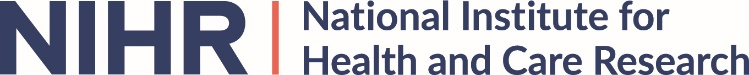 NIHR
National Institute for
Health and Care Research